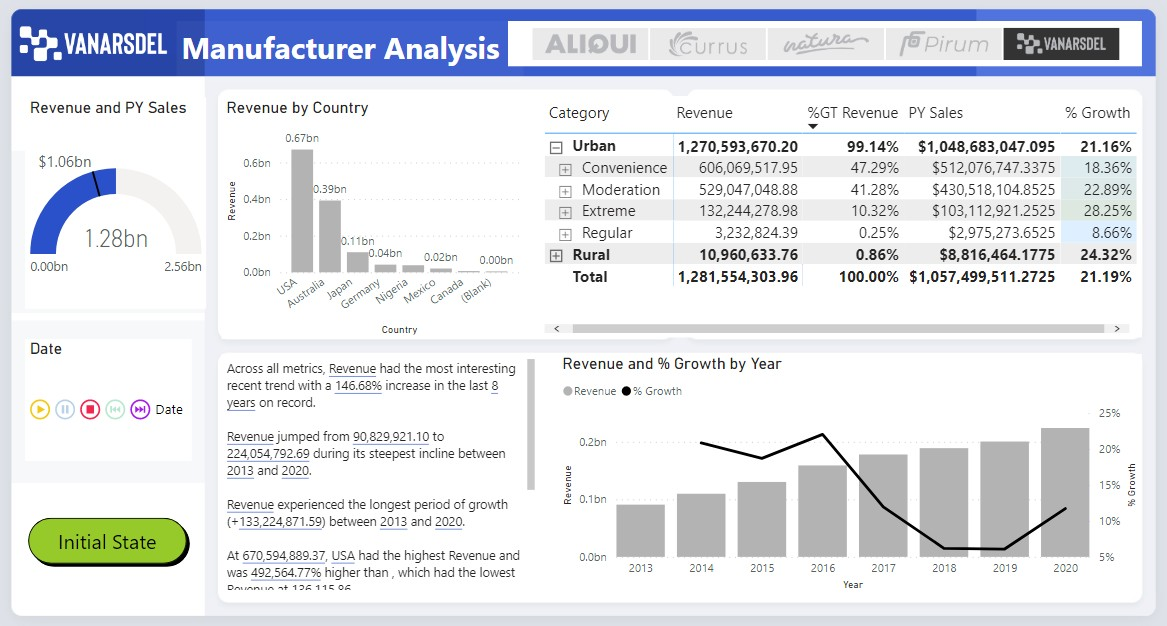 VANARSDEL
Manufacturer Analysis
ALIQUI
Currus
natura
Pirum
VANARSDEL
Revenue and PY Sales
$1.06bn
1.28bn
0.00bn
2.56bn
Date
Date
Initial State
Revenue by Country
0.67bn
0.6bn
0.39bn
0.4bn
Revenue
0.2bn
0.11bn
0.04bn
0.02bn
0.00bn
0.0bn
USA
Australia
Japan
Germany
Nigeria
Mexico
Canada
(Blank)
Country
Category Revenue %GT Revenue PY Sales % Growth
Urban 1,270,593,670.20 99.14% $1,048,683,047.095 21.16%
Convenience 606,069,517.95 47.29% $512,076,747.3375 18.36%
Moderation 529,047,048.88 41.28% $430,518,104.8525 22.89%
Extreme 132,244,278.98 10.32% $103,112,921.2525 28.25%
Regular 3,232,824.39 0.25% $2,975,273.6525 8.66%
Rural 10,960,633.76 0.86% $8,816,464.1775 24.32%
Total 1,281,554,303.96 100.00% $1,057,499,511.2725 21.19%
Across all metrics, Revenue had the most interesting
recent trend with a 146.68% increase in the last 8
years on record.
Revenue jumped from 90,829,921.10 to
224,054,792.69 during its steepest incline between
2013 and 2020.
Revenue experienced the longest period of growth
(+133,224,871.59) between 2013 and 2020.
At 670,594,889.37, USA had the highest Revenue and
was 492,564.77% higher than , which had the lowest
Revenue at 136,115.86.
Revenue and % Growth by Year
Revenue % Growth
0.2bn
0.1bn
0.0bn
Revenue
25%
20%
15%
10%
5%
% Growth
2013 2014 2015 2016 2017 2018 2019 2020
Year